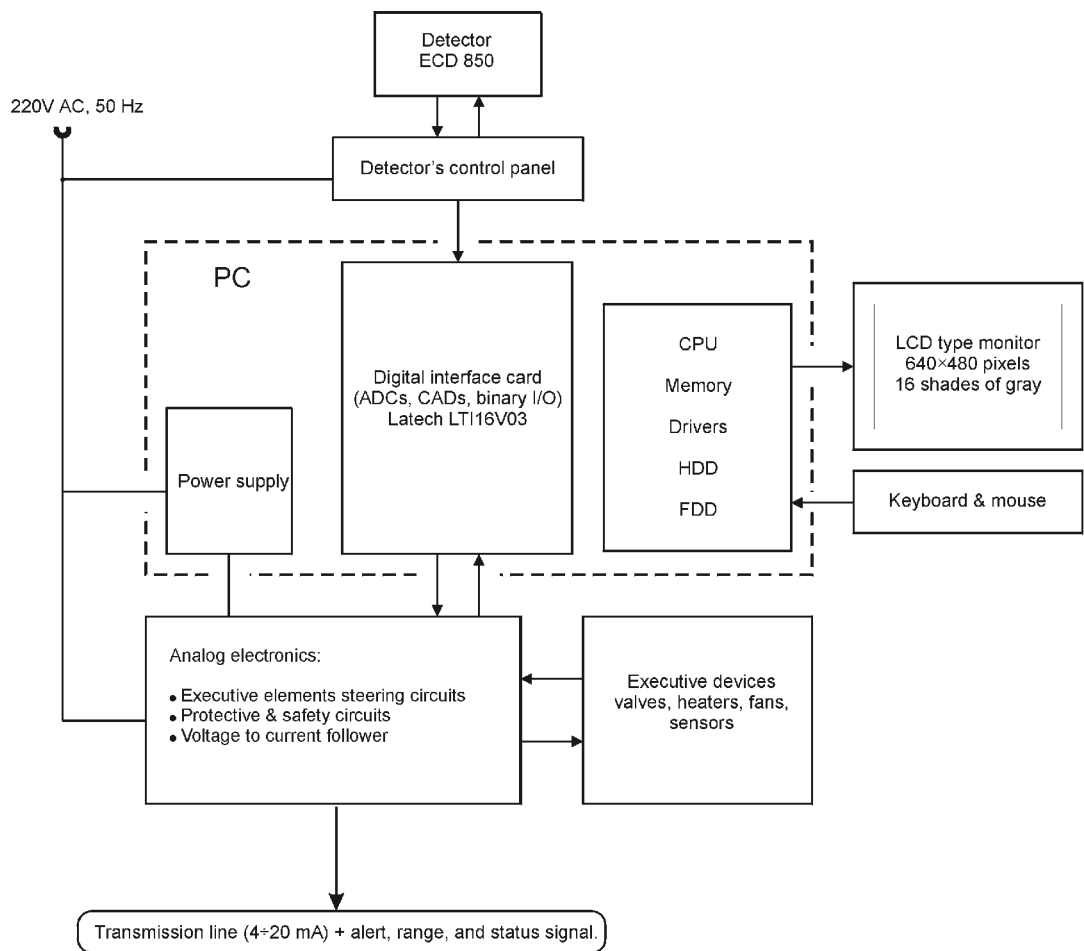 Detector
ECD 850
220V AC, 50 Hz
Detector's control panel
PC
Digital interface card
(ADCs, CADs, binary I/O)
Latech LTI16V03
Power supply
CPU
Memory
Drivers
HDD
FDD
LCD type monitor
640×480 pixels
16 shades of gray
Keyboard & mouse
Analog electronics:
• Executive elements steering circuits
• Protective & safety circuits
• Voltage to current follower
Executive devices
valves, heaters, fans,
sensors
Transmission line (4÷20 mA) + alert, range, and status signal.